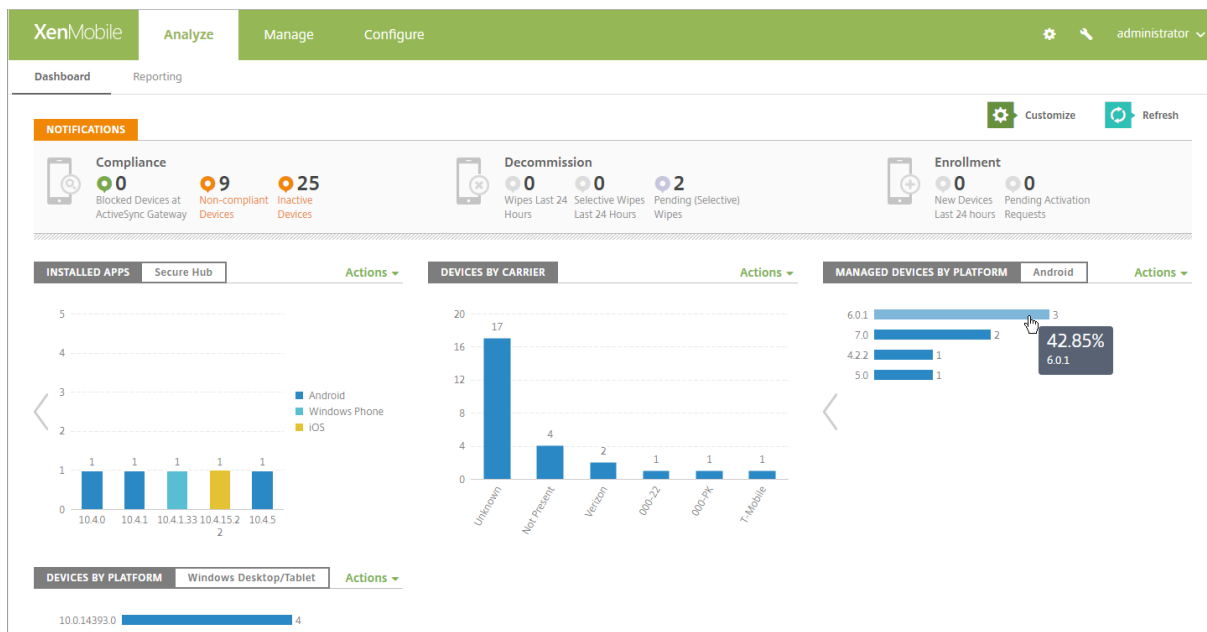 XenMobile Analyze Manage Configure administrator
Dashboard Reporting
Customize Refresh
NOTIFICATIONS
Compliance
0 9 25
Blocked Devices at Non-compliant Inactive
ActiveSync Gateway Devices Devices
Decommission
0 0 2
Wipes Last 24 Selective Wipes Pending (Selective)
Hours Last 24 Hours Wipes
Enrollment
0 0
New Devices Pending Activation
Last 24 hours Requests
INSTALLED APPS Secure Hub Actions
5
4
3
2
1
0
1 1 1 1 1
10.4.0 10.4.1 10.4.1.33 10.4.15.2 10.4.5
2
Android
Windows Phone
iOS
DEVICES BY CARRIER Actions
20
16
12
8
4
0
17
4
2
1
1
1
Unknown
Not Present
Verizon
000-22
000-PK
T-Mobile
MANAGED DEVICES BY PLATFORM Android Actions
6.0.1 3
7.0 2
4.2.2 1
5.0 1
42.85%
6.0.1
DEVICES BY PLATFORM Windows Desktop/Tablet Actions
10.0.14393.0 4